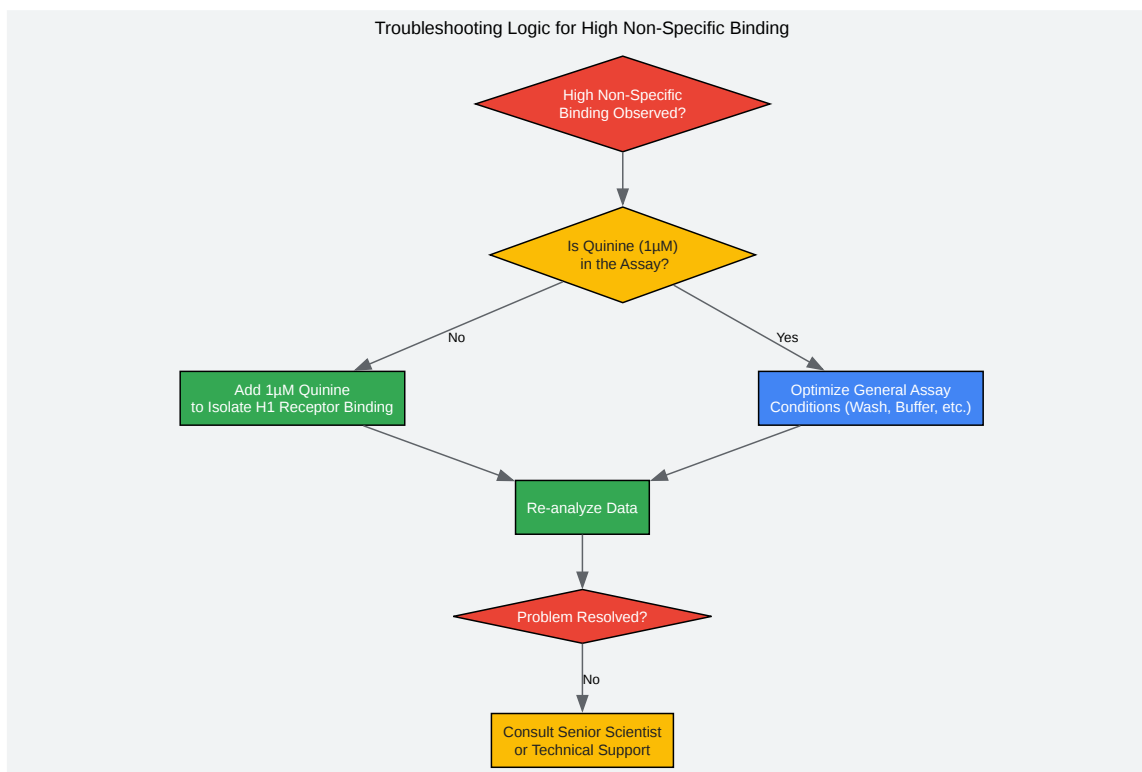 Troubleshooting Logic for High Non-Specific Binding
High Non-Specific
Binding Observed?
Is Quinine (1µM)
in the Assay?
No
Yes
Add 1µM Quinine
to Isolate H1 Receptor Binding
Optimize General Assay
Conditions (Wash, Buffer, etc.)
Re-analyze Data
Problem Resolved?
No
Consult Senior Scientist
or Technical Support